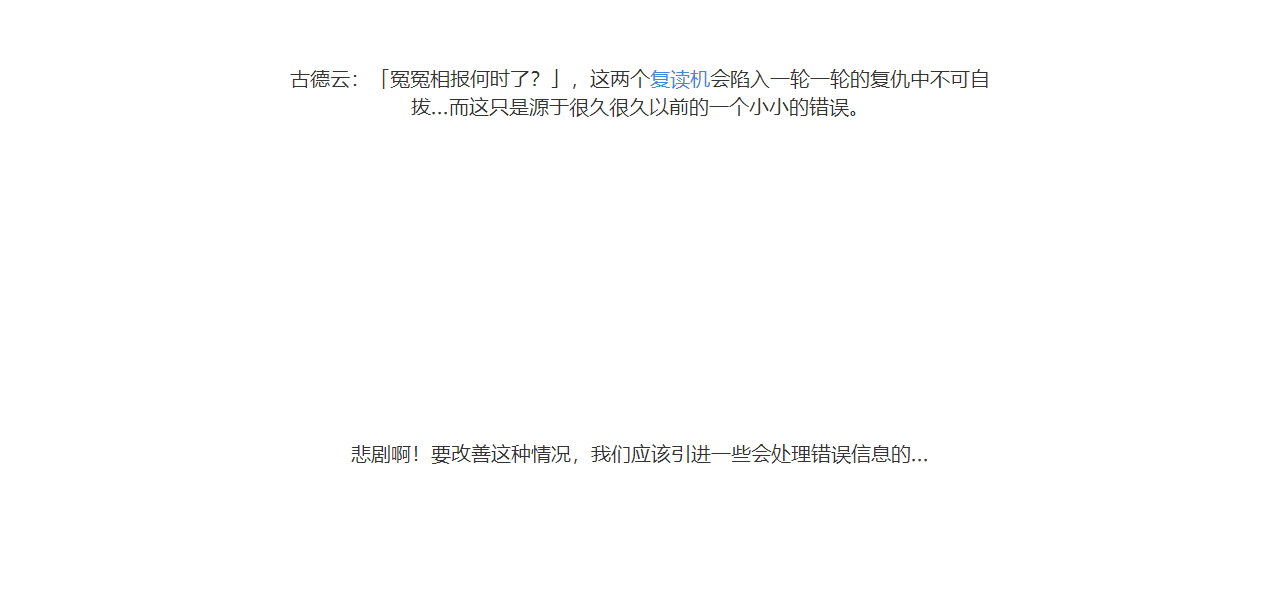 古德云：「冤冤相报何时了？」，这两个复读机会陷入一轮一轮的复仇中不可自
拔...而这只是源于很久很久以前的一个小小的错误。
悲剧啊！要改善这种情况，我们应该引进一些会处理错误信息的...